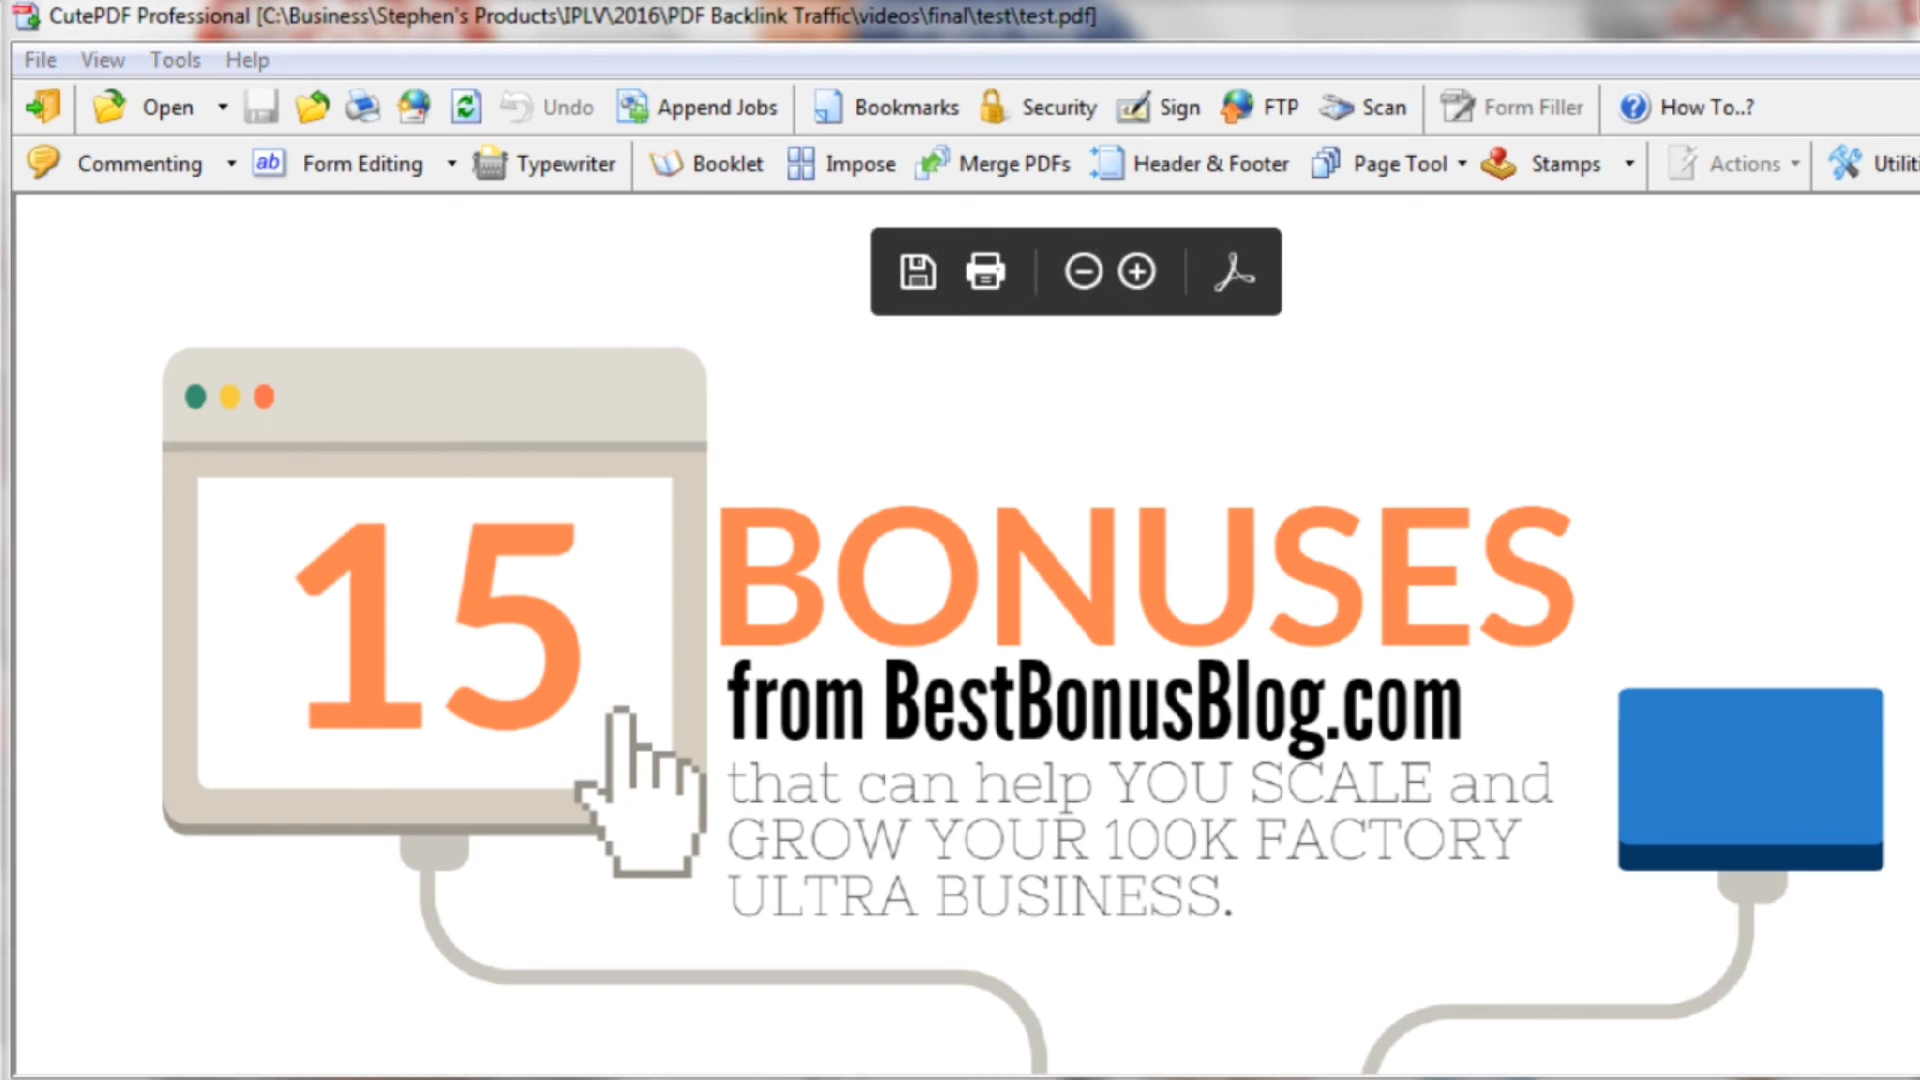 CutePDF Professional [C:\Business\Stephen's Products\IPLV\2016\PDF Backlink Traffic\videos\final\test\test.pdf]
File View Tools Help
Open Undo Append Jobs Bookmarks Security Sign FTP Scan Form Filler How To..?
Commenting ab Form Editing Typewriter Booklet Impose Merge PDFs Header & Footer Page Tool Stamps Actions Utiliti
15
BONUSES
from BestBonusBlog.com
that can help YOU SCALE and
GROW YOUR 100K FACTORY
ULTRA BUSINESS.